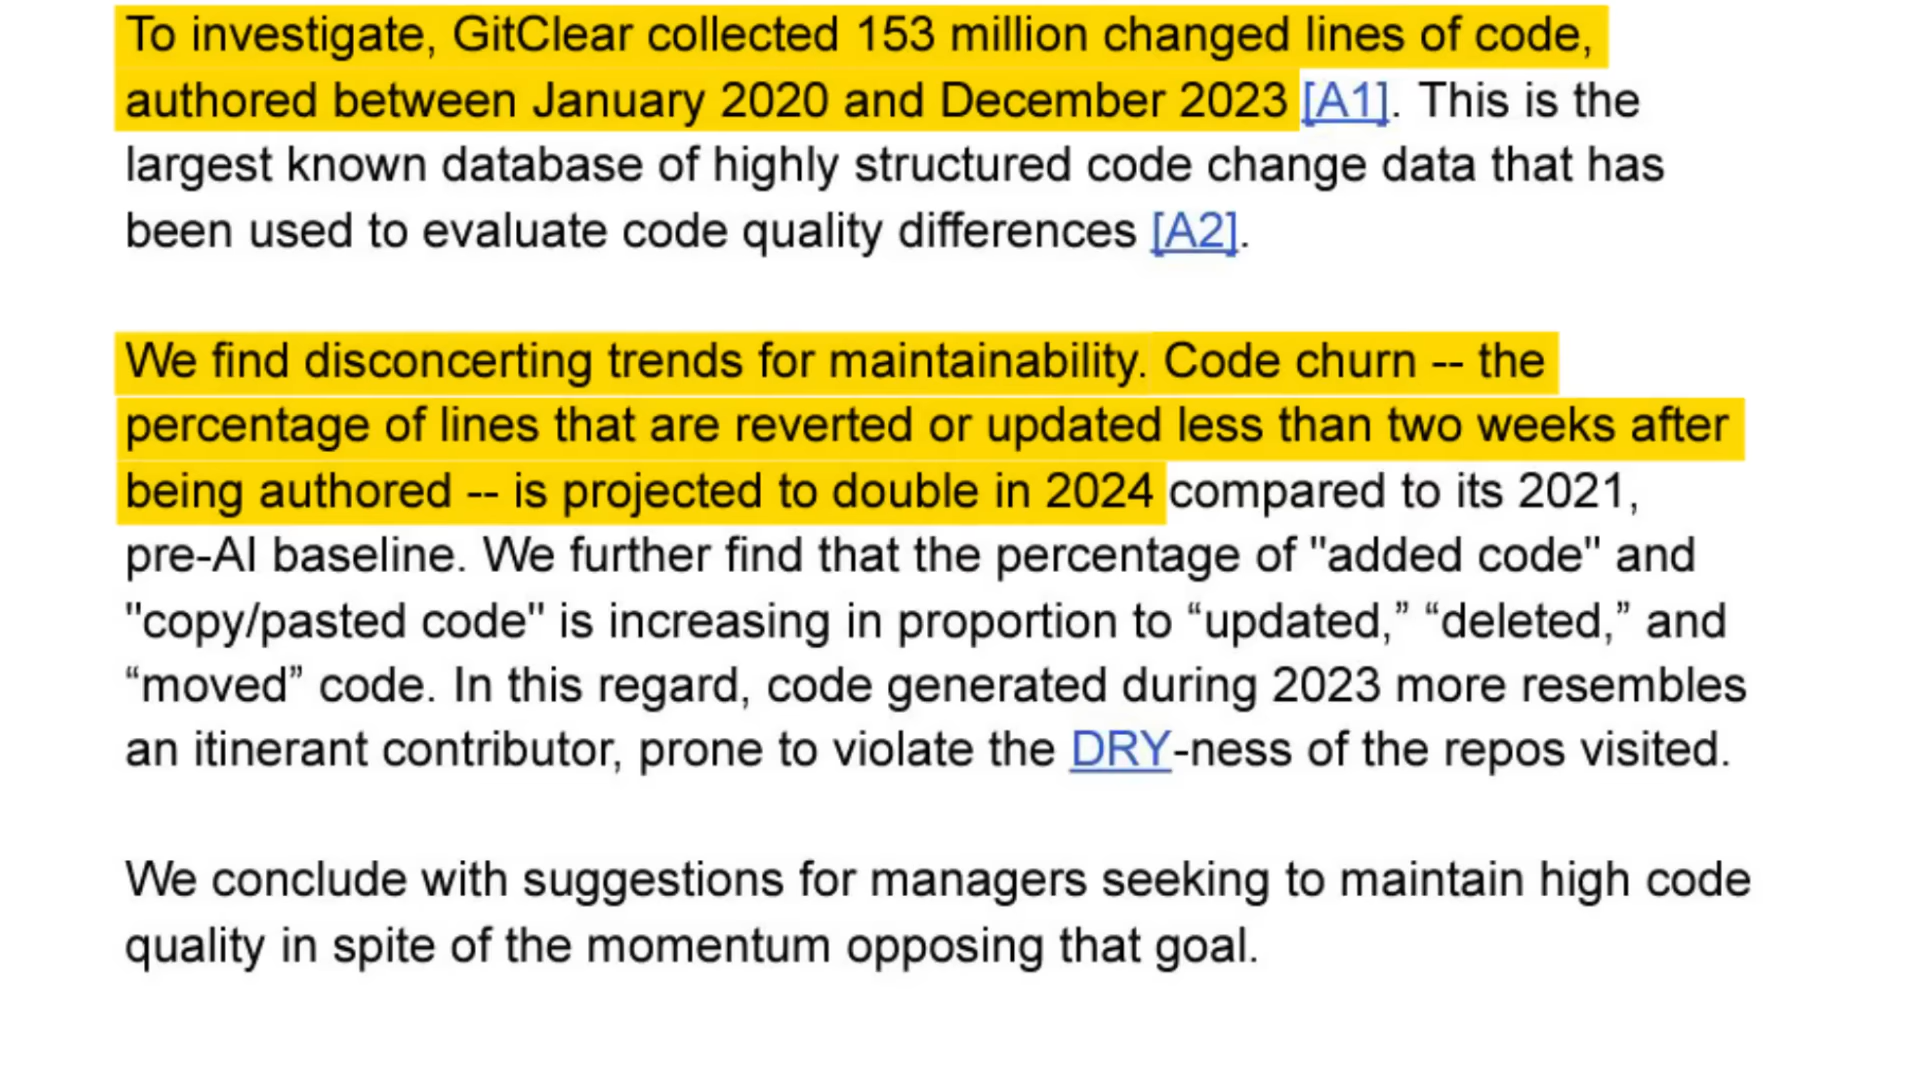 To investigate, GitClear collected 153 million changed lines of code,
authored between January 2020 and December 2023 [A1]. This is the
largest known database of highly structured code change data that has
been used to evaluate code quality differences [A2].
We find disconcerting trends for maintainability. Code churn -- the
percentage of lines that are reverted or updated less than two weeks after
being authored -- is projected to double in 2024 compared to its 2021,
pre-AI baseline. We further find that the percentage of "added code" and
"copy/pasted code" is increasing in proportion to “updated,” “deleted,” and
“moved” code. In this regard, code generated during 2023 more resembles
an itinerant contributor, prone to violate the DRY-ness of the repos visited.
We conclude with suggestions for managers seeking to maintain high code
quality in spite of the momentum opposing that goal.